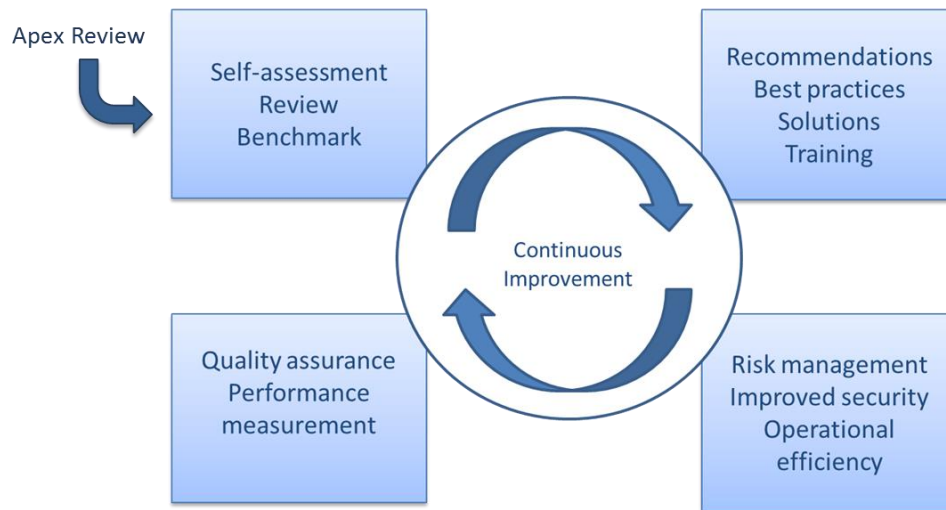 Apex Review
Self-assessment
Review
Benchmark
Recommendations
Best practices
Solutions
Training
Continuous
Improvement
Quality assurance
Performance
measurement
Risk management
Improved security
Operational
efficiency